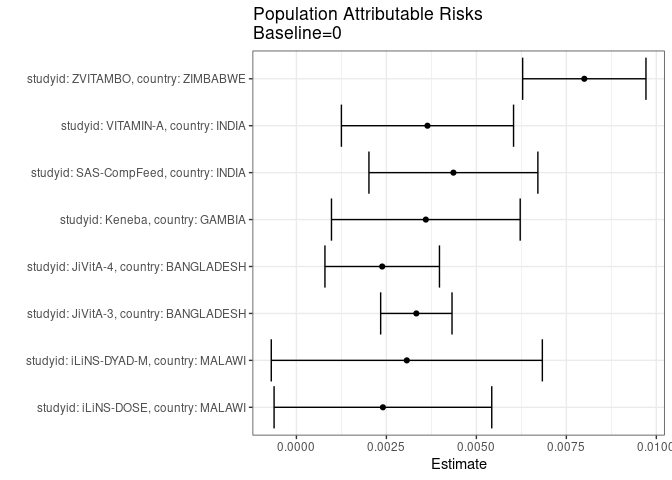 Population Attributable Risks
Baseline=0
studyid: ZVITAMBO, country: ZIMBABWE
studyid: VITAMIN-A, country: INDIA
studyid: SAS-CompFeed, country: INDIA
studyid: Keneba, country: GAMBIA
studyid: JiVitA-4, country: BANGLADESH
studyid: JiVitA-3, country: BANGLADESH
studyid: iLiNS-DYAD-M, country: MALAWI
studyid: iLiNS-DOSE, country: MALAWI
0.0000 0.0025 0.0050 0.0075 0.0100
Estimate